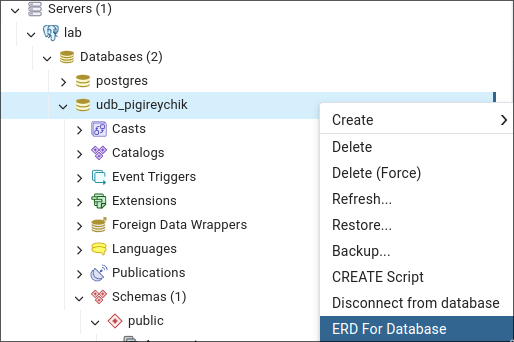 Servers (1)
lab
Databases (2)
postgres
udb_pigireychik
Casts
Catalogs
Event Triggers
Extensions
Foreign Data Wrappers
Languages
Publications
Schemas (1)
public
Create
Delete
Delete (Force)
Refresh...
Restore...
Backup...
CREATE Script
Disconnect from database
ERD For Database